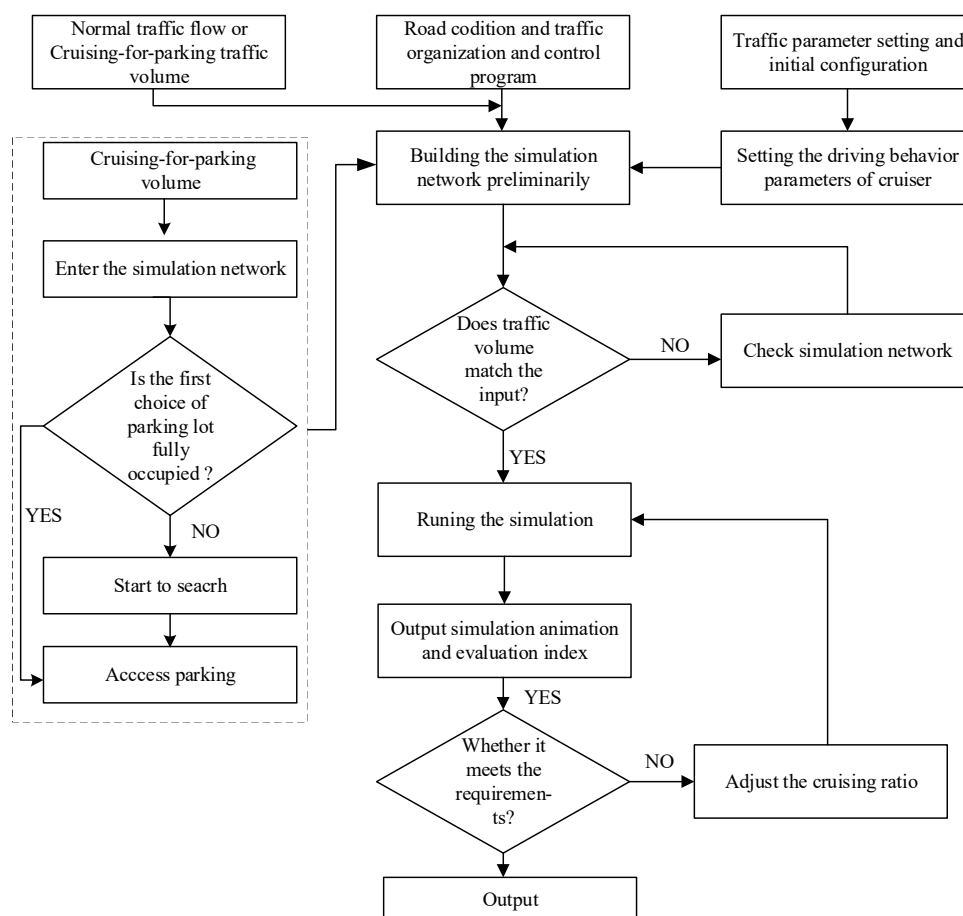 Normal traffic flow or
Cruising-for-parking traffic
volume
Road codition and traffic
organization and control
program
Traffic parameter setting and
initial configuration
Cruising-for-parking
volume
Building the simulation
network preliminarily
Setting the driving behavior
parameters of cruiser
Enter the simulation network
Does traffic
volume
match the
input?
NO
Check simulation network
Is the first
choice of
parking lot
fully
occupied ?
YES
YES
NO
Runing the simulation
Start to seacrh
Output simulation animation
and evaluation index
Acccess parking
YES
Whether it
meets the
requiremen-
ts?
NO
Adjust the cruising ratio
Output